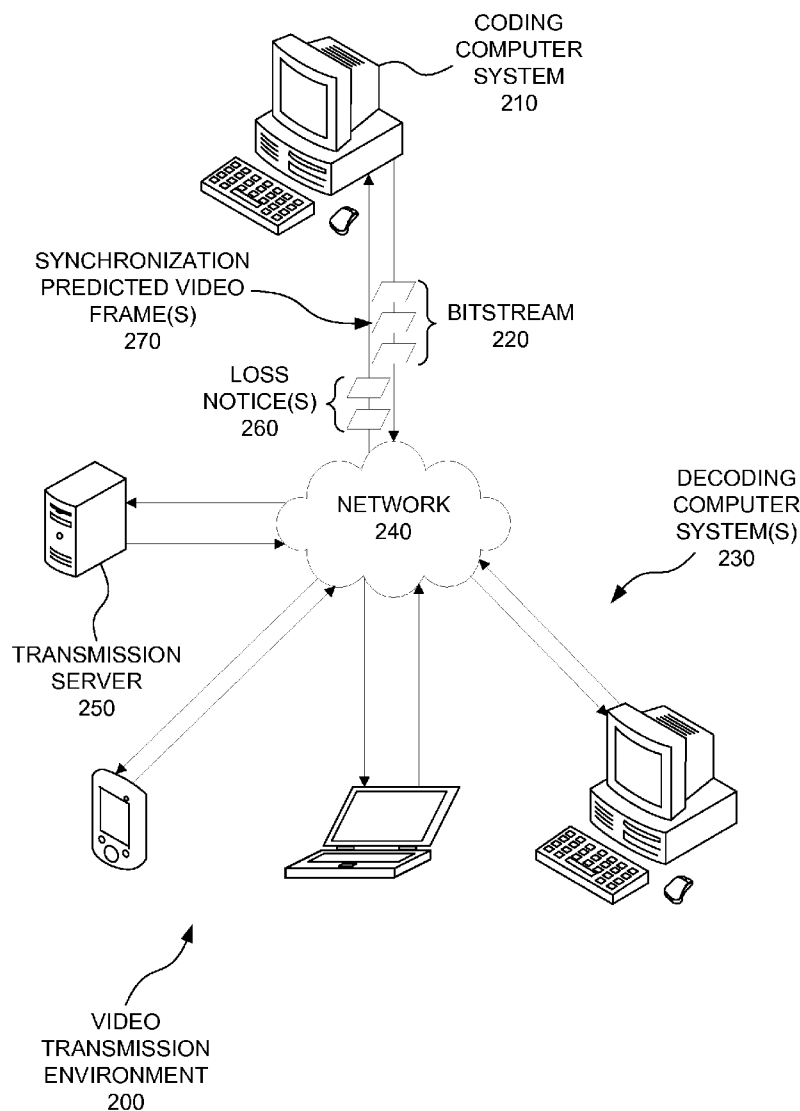 CODING
COMPUTER
SYSTEM
210
SYNCHRONIZATION
PREDICTED VIDEO
FRAME(S)
270
BITSTREAM
220
LOSS
NOTICE(S)
260
NETWORK
240
DECODING
COMPUTER
SYSTEM(S)
230
TRANSMISSION
SERVER
250
VIDEO
TRANSMISSION
ENVIRONMENT
200